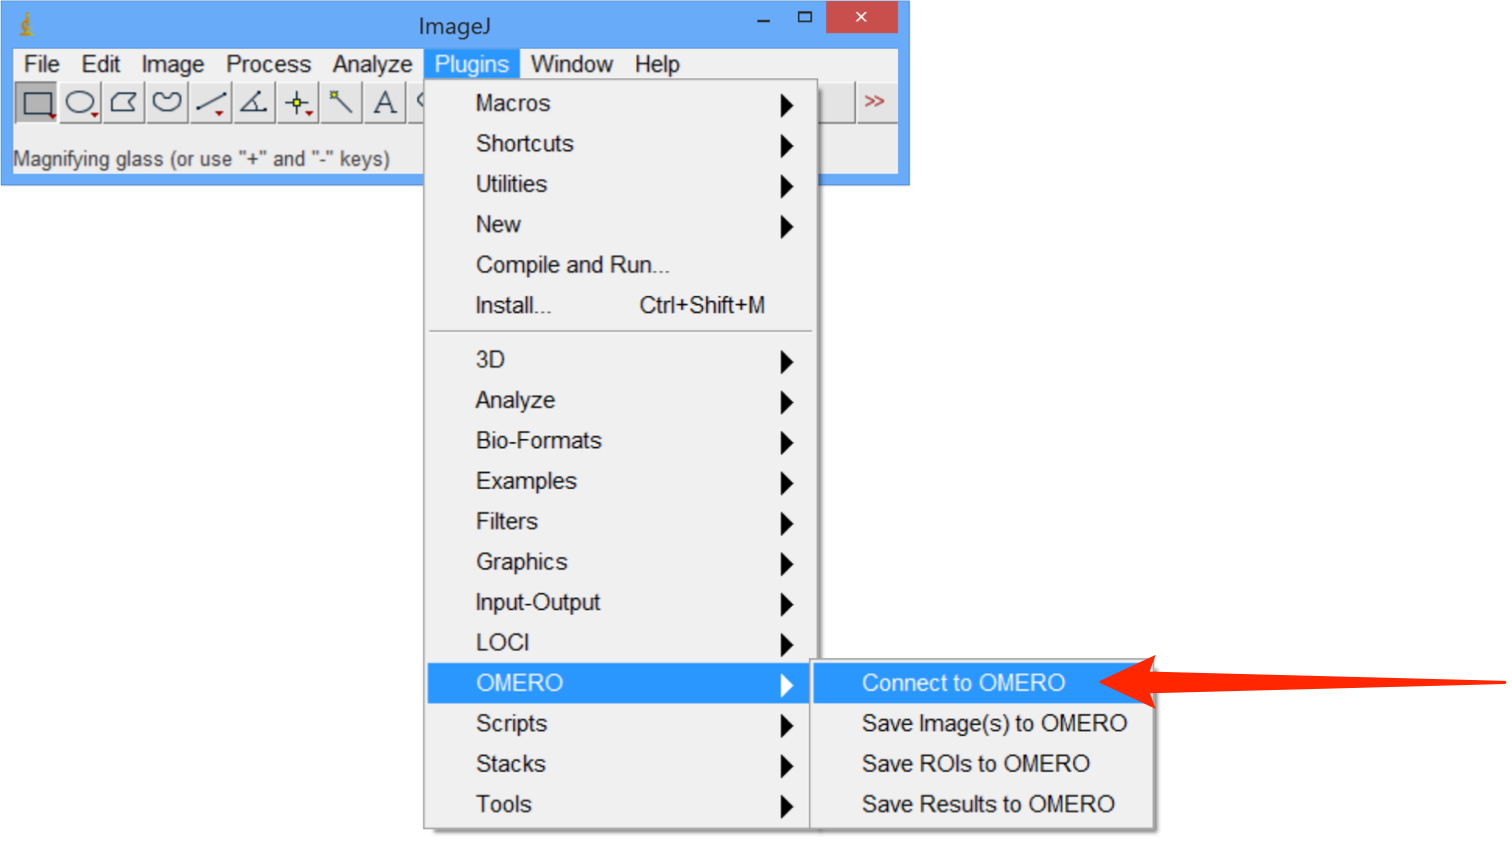 ImageJ
File Edit Image Process Analyze Plugins Window Help
A
>>
Magnifying glass (or use "+" and "-" keys)
Macros
Shortcuts
Utilities
New
Compile and Run...
Install... Ctrl+Shift+M
3D
Analyze
Bio-Formats
Examples
Filters
Graphics
Input-Output
LOCI
OMERO
Scripts
Stacks
Tools
Connect to OMERO
Save Image(s) to OMERO
Save ROIs to OMERO
Save Results to OMERO